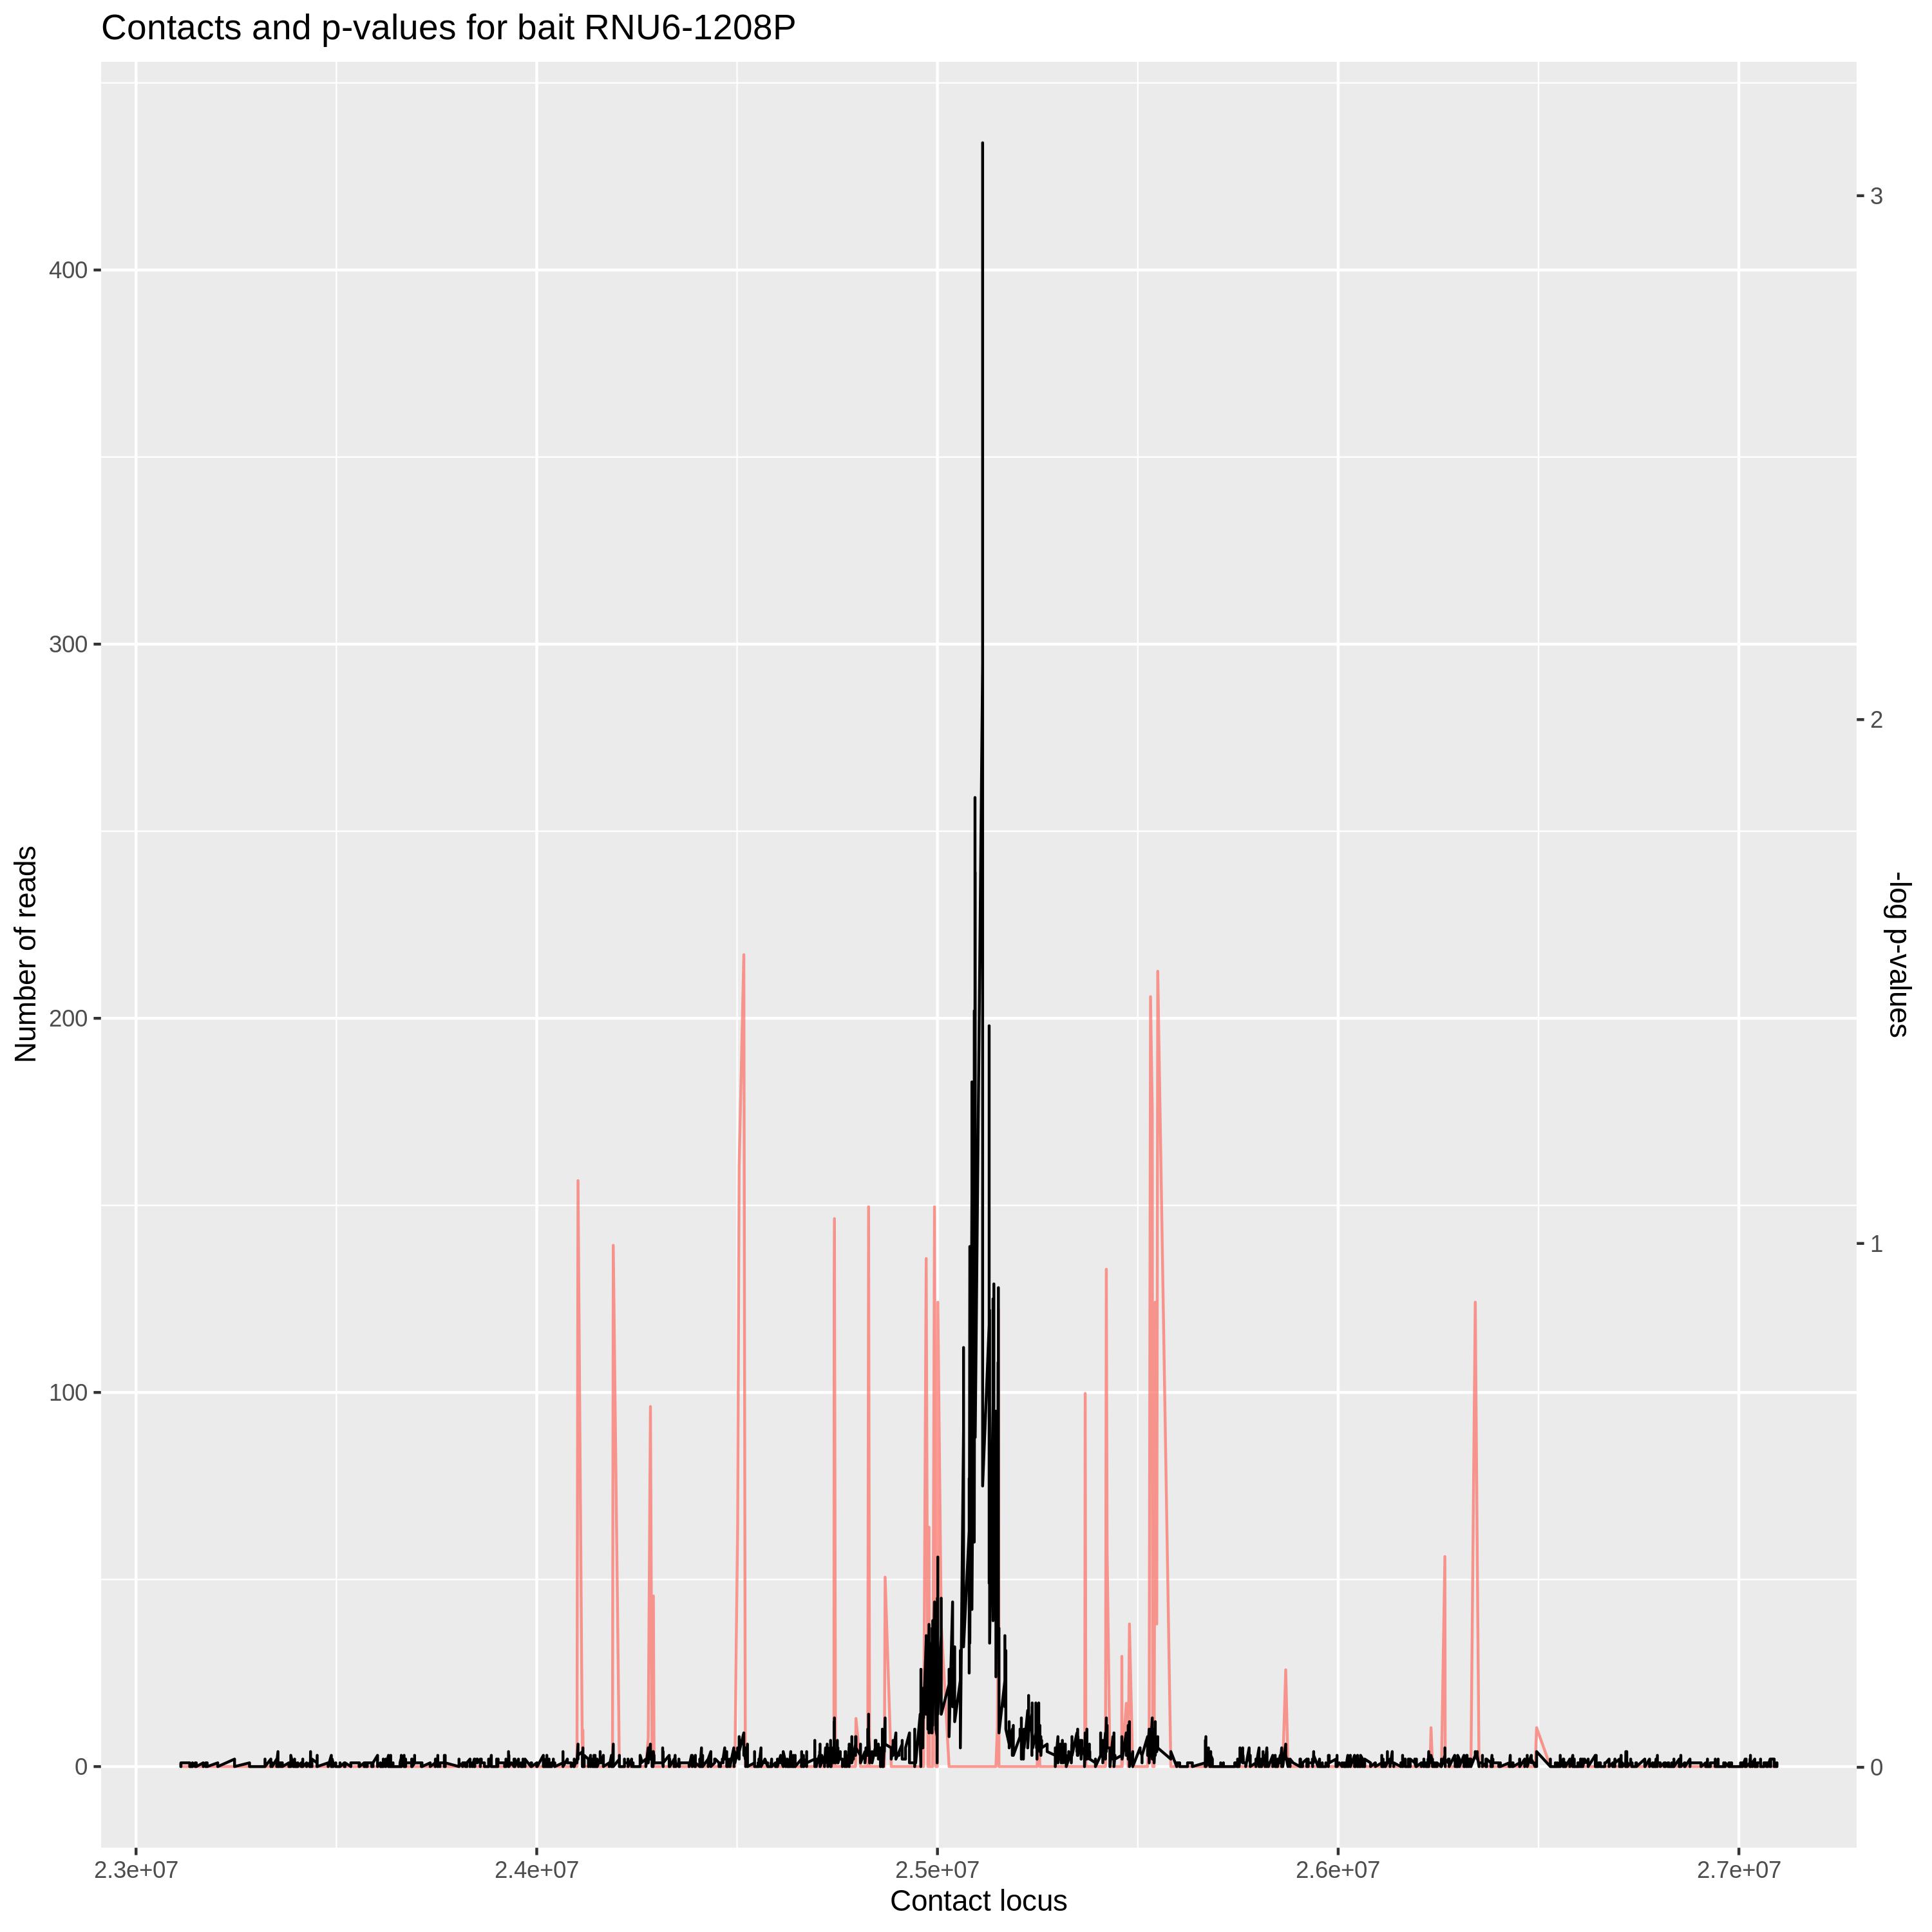 Contacts and p-values for bait RNU6-1208P
Number of reads
400
300
200
100
0
3
2
1
0
-log p-values
2.3e+07
2.4e+07
2.5e+07
2.6e+07
2.7e+07
Contact locus